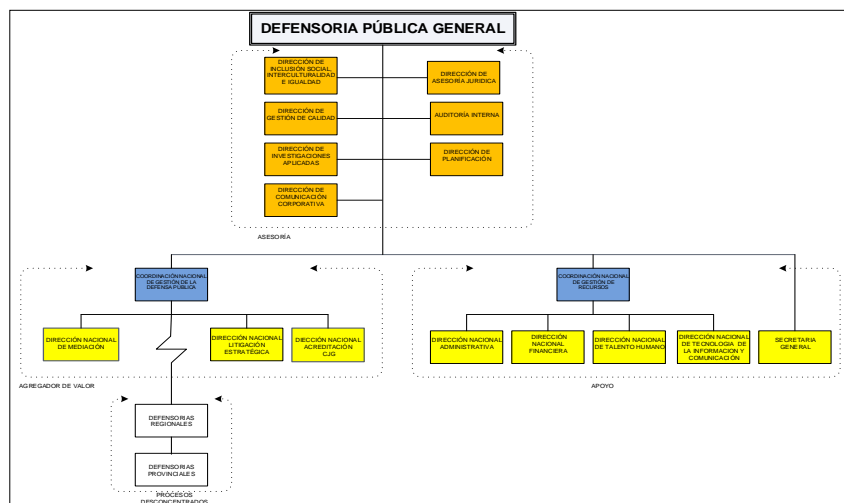 DEFENSORIA PÚBLICA GENERAL
DIRECCIÓN DE
INCLUSIÓN SOCIAL,
INTERCULTURALIDAD
E IGUALDAD
DIRECCIÓN DE
ASESORÍA JURIDICA
DIRECCIÓN DE
GESTIÓN DE CALIDAD
AUDITORÍA INTERNA
DIRECCIÓN DE
INVESTIGACIONES
APLICADAS
DIRECCIÓN DE
PLANIFICACIÓN
DIRECCIÓN DE
COMUNICACIÓN
CORPORATIVA
ASESORÍA
COORDINACIÓN NACIONAL
DE GESTIÓN DE LA
DEFENSA PÚBLICA
COORDINACIÓN NACIONAL
DE GESTIÓN DE
RECURSOS
DIRECCIÓN NACIONAL
DE MEDIACIÓN
DIRECCIÓN NACIONAL
LITIGACIÓN
ESTRATÉGICA
DIECCIÓN NACIONAL
ACREDITACIÓN
CJG
DIRECCIÓN NACIONAL
ADMINISTRATIVA
DIRECCIÓN
NACIONAL
FINANCIERA
DIRECCIÓN NACIONAL
DE TALENTO HUMANO
DIRECCIÓN NACIONAL
DE TECNOLOGIA DE
LA INFORMACIÓN Y
COMUNICACIÓN
SECRETARIA
GENERAL
AGREGADOR DE VALOR
APOYO
DEFENSORIAS
REGIONALES
DEFENSORIAS
PROVINCIALES
PROCESOS
DESCONCENTRADOS